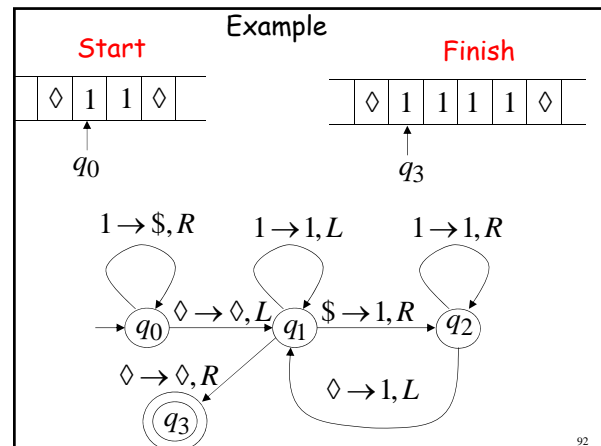 Example
Start
Finish
◊ 1 1 ◊
◊ 1 1 1 1 ◊
q0
q3
1 → $, R
1 → 1, L
1 → 1, R
q0
◊ → ◊, L
q1
$ → 1, R
q2
◊ → ◊, R
◊ → 1, L
q3
92